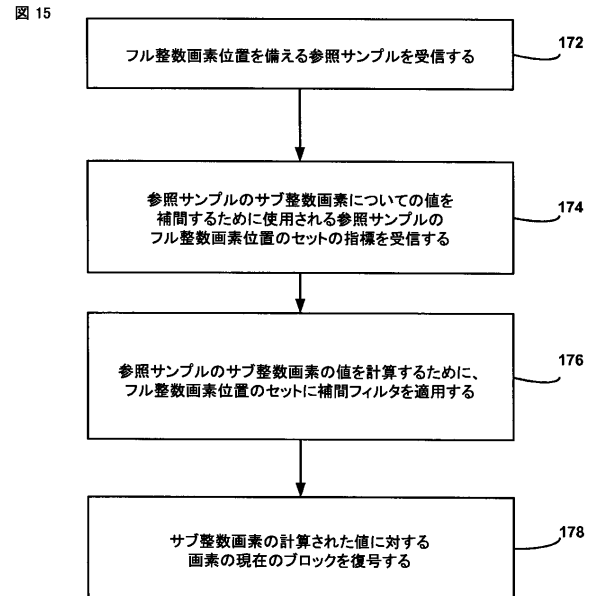 図 15
フル整数画素位置を備える参照サンプルを受信する
172
参照サンプルのサブ整数画素についての値を
補間するために使用される参照サンプルの
フル整数画素位置のセットの指標を受信する
174
参照サンプルのサブ整数画素の値を計算するために、
フル整数画素位置のセットに補間フィルタを適用する
176
サブ整数画素の計算された値に対する
画素の現在のブロックを復号する
178